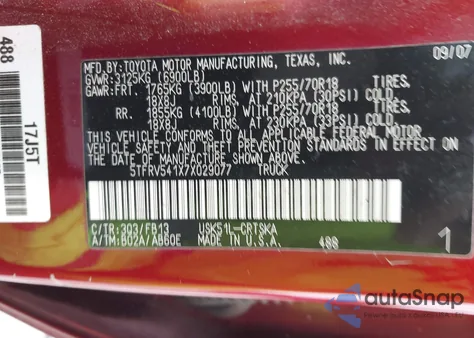 MFD.BY:TOYOTA MOTOR MANUFACTURING, TEXAS, INC. 09/07
GVWR:3125KG (6900LB)
GAWR:FRT. 1765KG (3900LB) WITH P255/70R18 TIRES.
18X8J RIMS, AT 210KPA (30PSI) COLD.
RR. 1855KG (4100LB) WITH P255/70R18 TIRES.
18X8J RIMS, AT 230KPA (33PSI) COLD.
THIS VEHICLE CONFORMS TO ALL APPLICABLE FEDERAL MOTOR
VEHICLE SAFETY AND THEFT PREVENTION STANDARDS IN
EFFECT ON THE DATE OF MANUFACTURE SHOWN ABOVE.
5TFRV541X7X029077 TRUCK
C/TR:3Q3/FB13 USK51L-CRTSKA
A/TM:B02A/AB60E MADE IN U.S.A. 488 1
488
17J5T
autoSnap